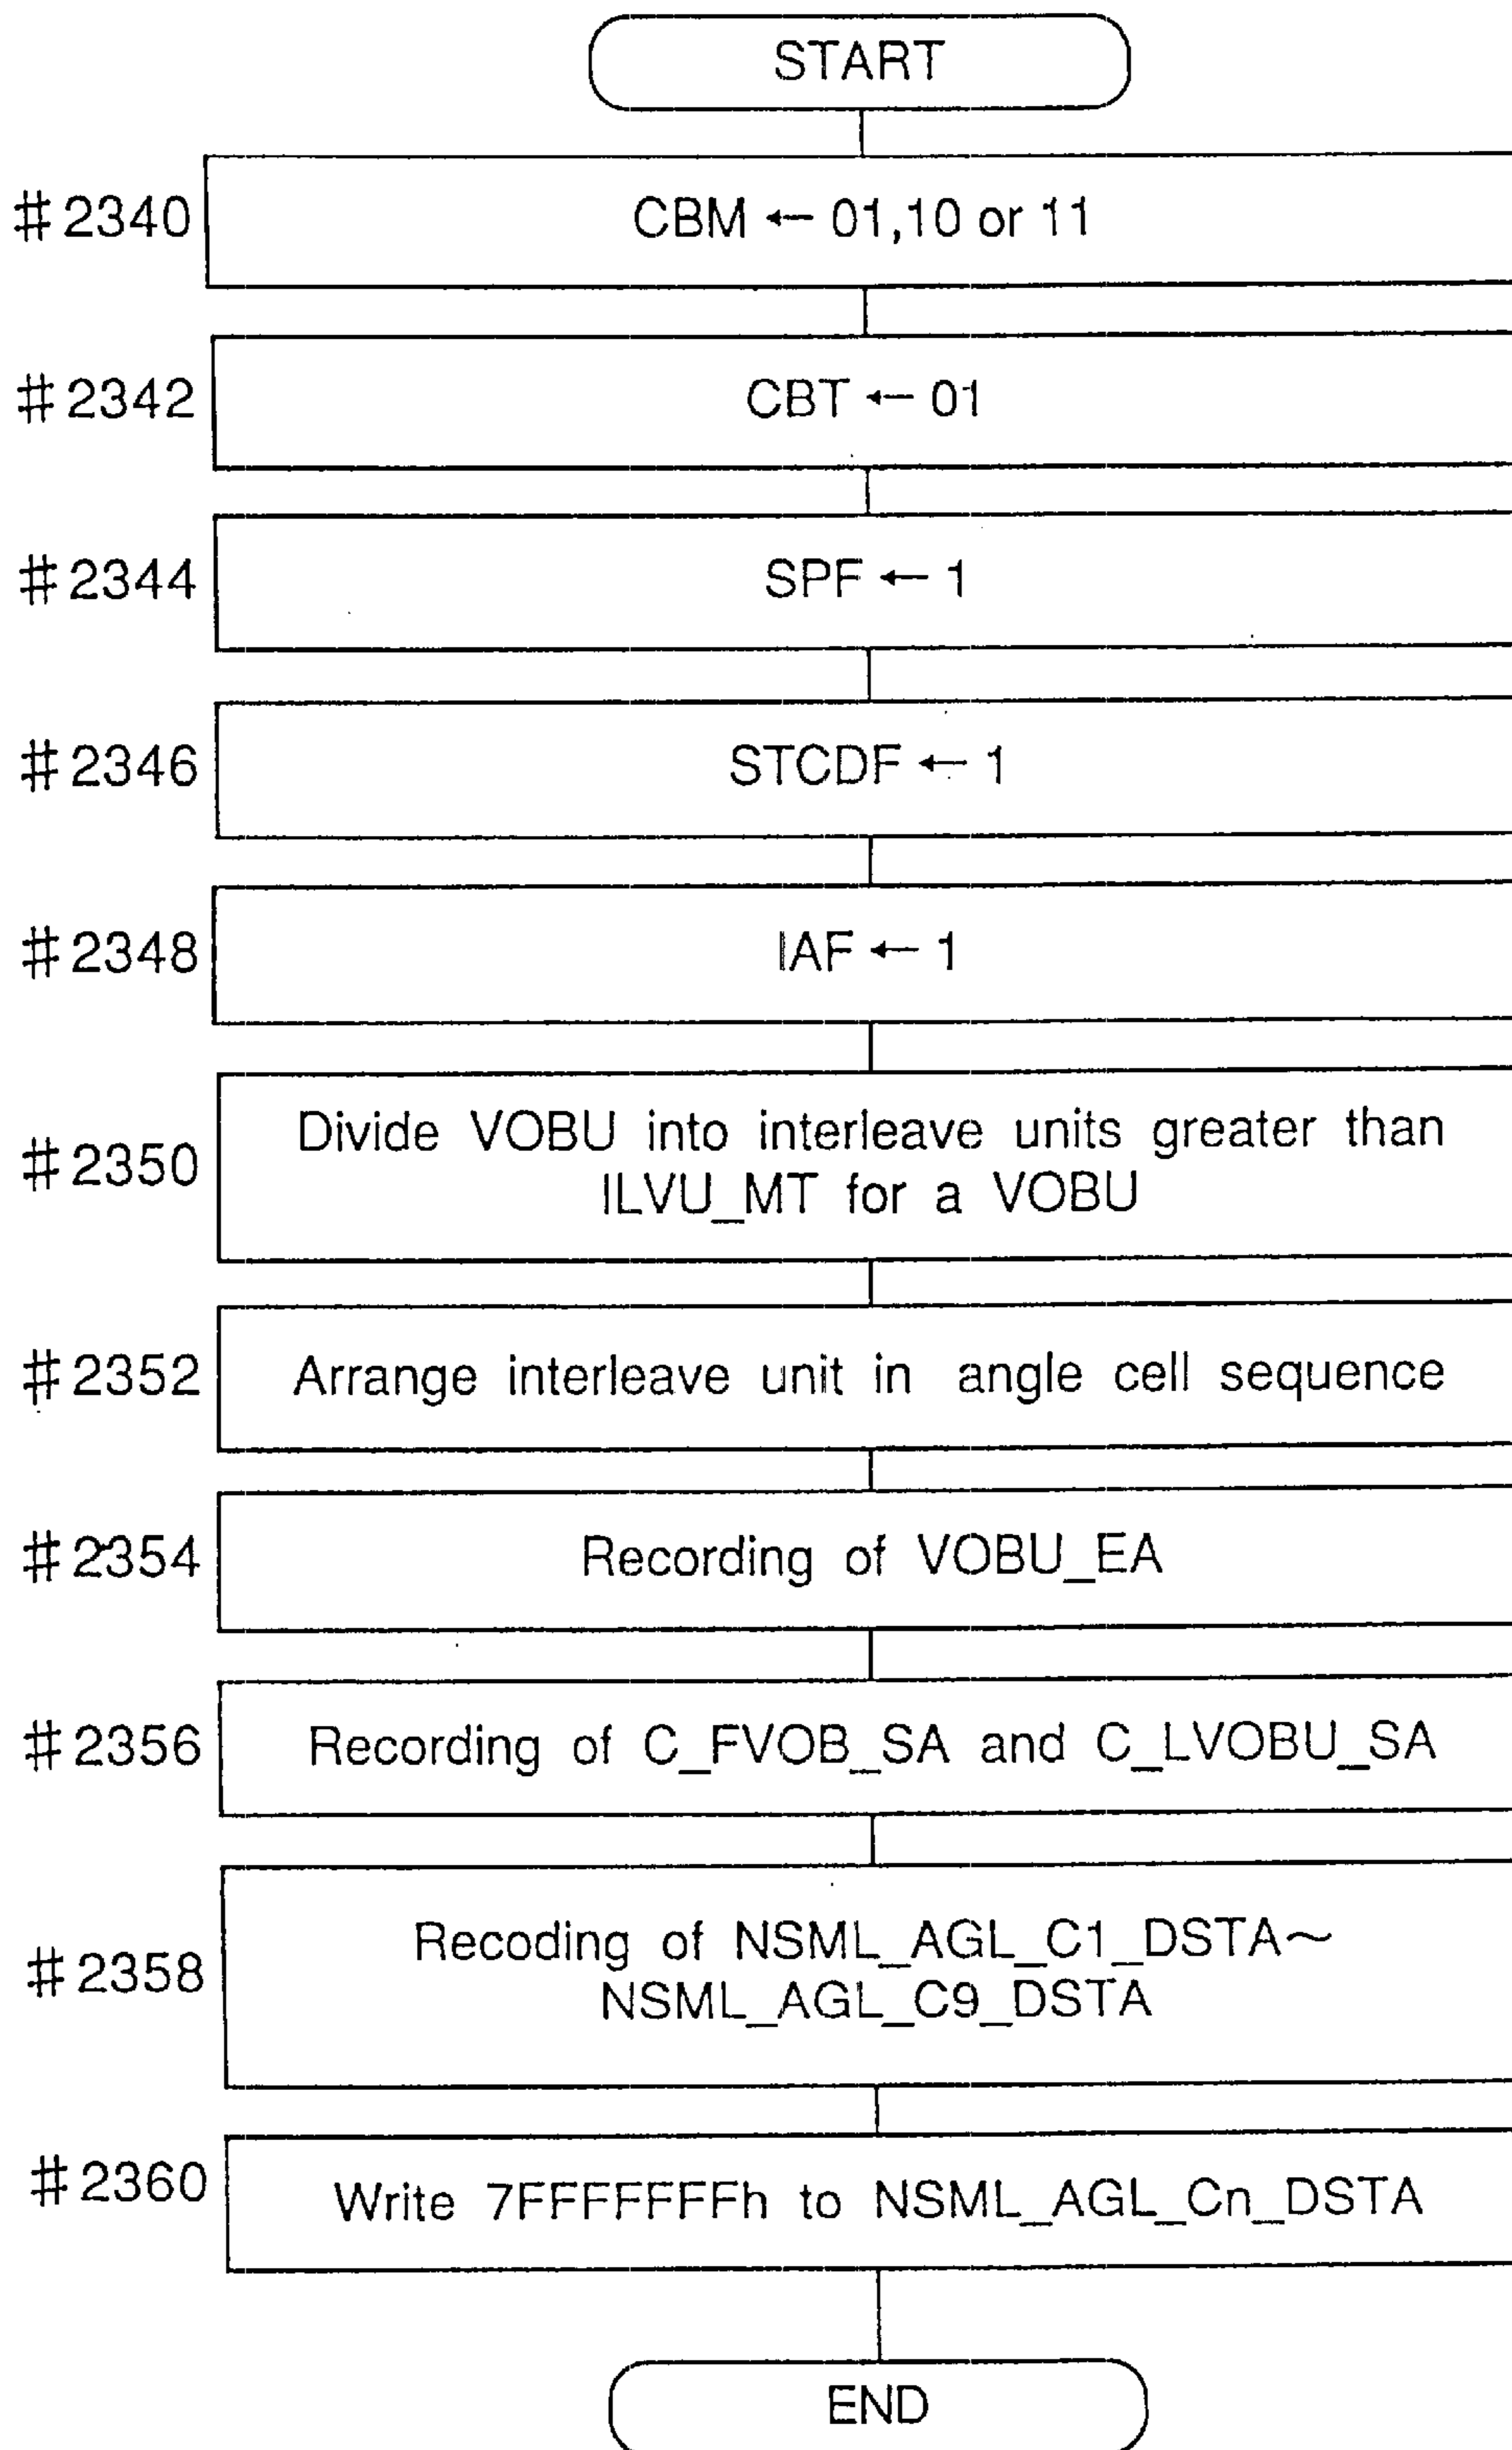 START
#2340 CBM ← 01,10 or 11
#2342 CBT ← 01
#2344 SPF ← 1
#2346 STCDF ← 1
#2348 IAF ← 1
#2350 Divide VOBU into interleave units greater than
ILVU_MT for a VOBU
#2352 Arrange interleave unit in angle cell sequence
#2354 Recording of VOBU_EA
#2356 Recording of C_FVOB_SA and C_LVOBU_SA
#2358 Recoding of NSML_AGL_C1_DSTA~
NSML_AGL_C9_DSTA
#2360 Write 7FFFFFFFh to NSML_AGL_Cn_DSTA
END